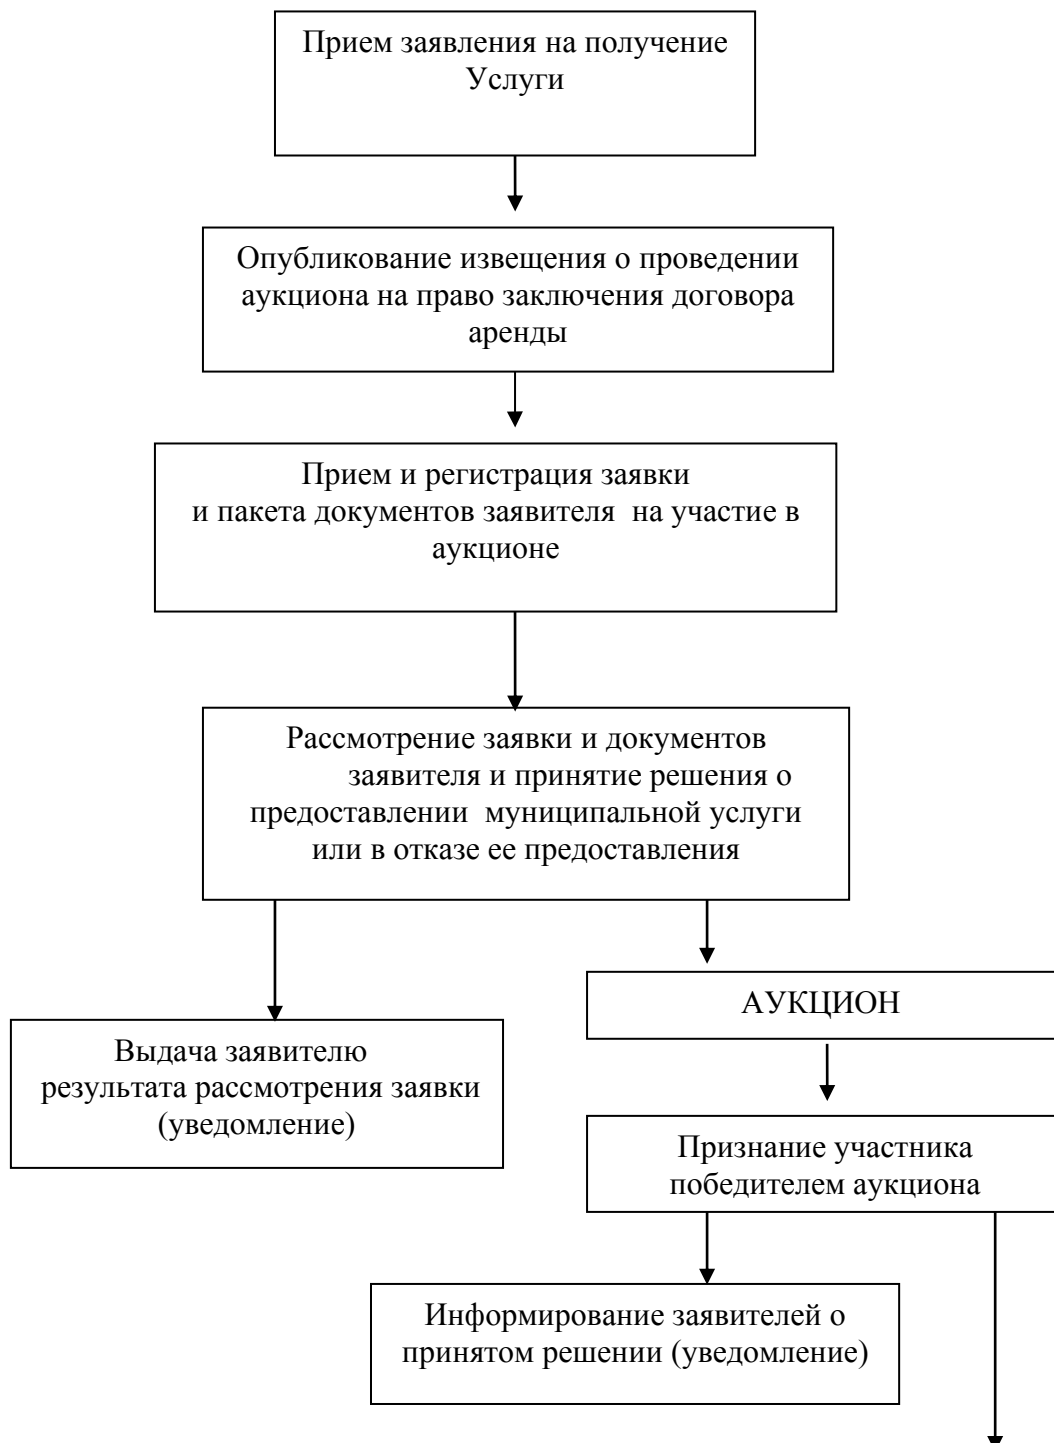 Прием заявления на получение
Услуги
Опубликование извещения о проведении
аукциона на право заключения договора
аренды
Прием и регистрация заявки
и пакета документов заявителя  на участие в
аукционе
Рассмотрение заявки и документов
заявителя и принятие решения о
предоставлении  муниципальной услуги
или в отказе ее предоставления
АУКЦИОН
Выдача заявителю
результата рассмотрения заявки
(уведомление)
Признание участника
победителем аукциона
Информирование заявителей о
принятом решении (уведомление)